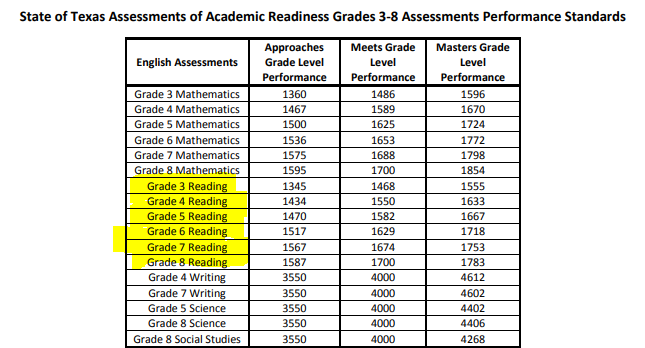 State of Texas Assessments of Academic Readiness Grades 3-8 Assessments Performance Standards
English Assessments Approaches Grade Level Performance Meets Grade Level Performance Masters Grade Level Performance
Grade 3 Mathematics 1360 1486 1596
Grade 4 Mathematics 1467 1589 1670
Grade 5 Mathematics 1500 1625 1724
Grade 6 Mathematics 1536 1653 1772
Grade 7 Mathematics 1575 1688 1798
Grade 8 Mathematics 1595 1700 1854
Grade 3 Reading 1345 1468 1555
Grade 4 Reading 1434 1550 1633
Grade 5 Reading 1470 1582 1667
Grade 6 Reading 1517 1629 1718
Grade 7 Reading 1567 1674 1753
Grade 8 Reading 1587 1700 1783
Grade 4 Writing 3550 4000 4612
Grade 7 Writing 3550 4000 4602
Grade 5 Science 3550 4000 4402
Grade 8 Science 3550 4000 4406
Grade 8 Social Studies 3550 4000 4268